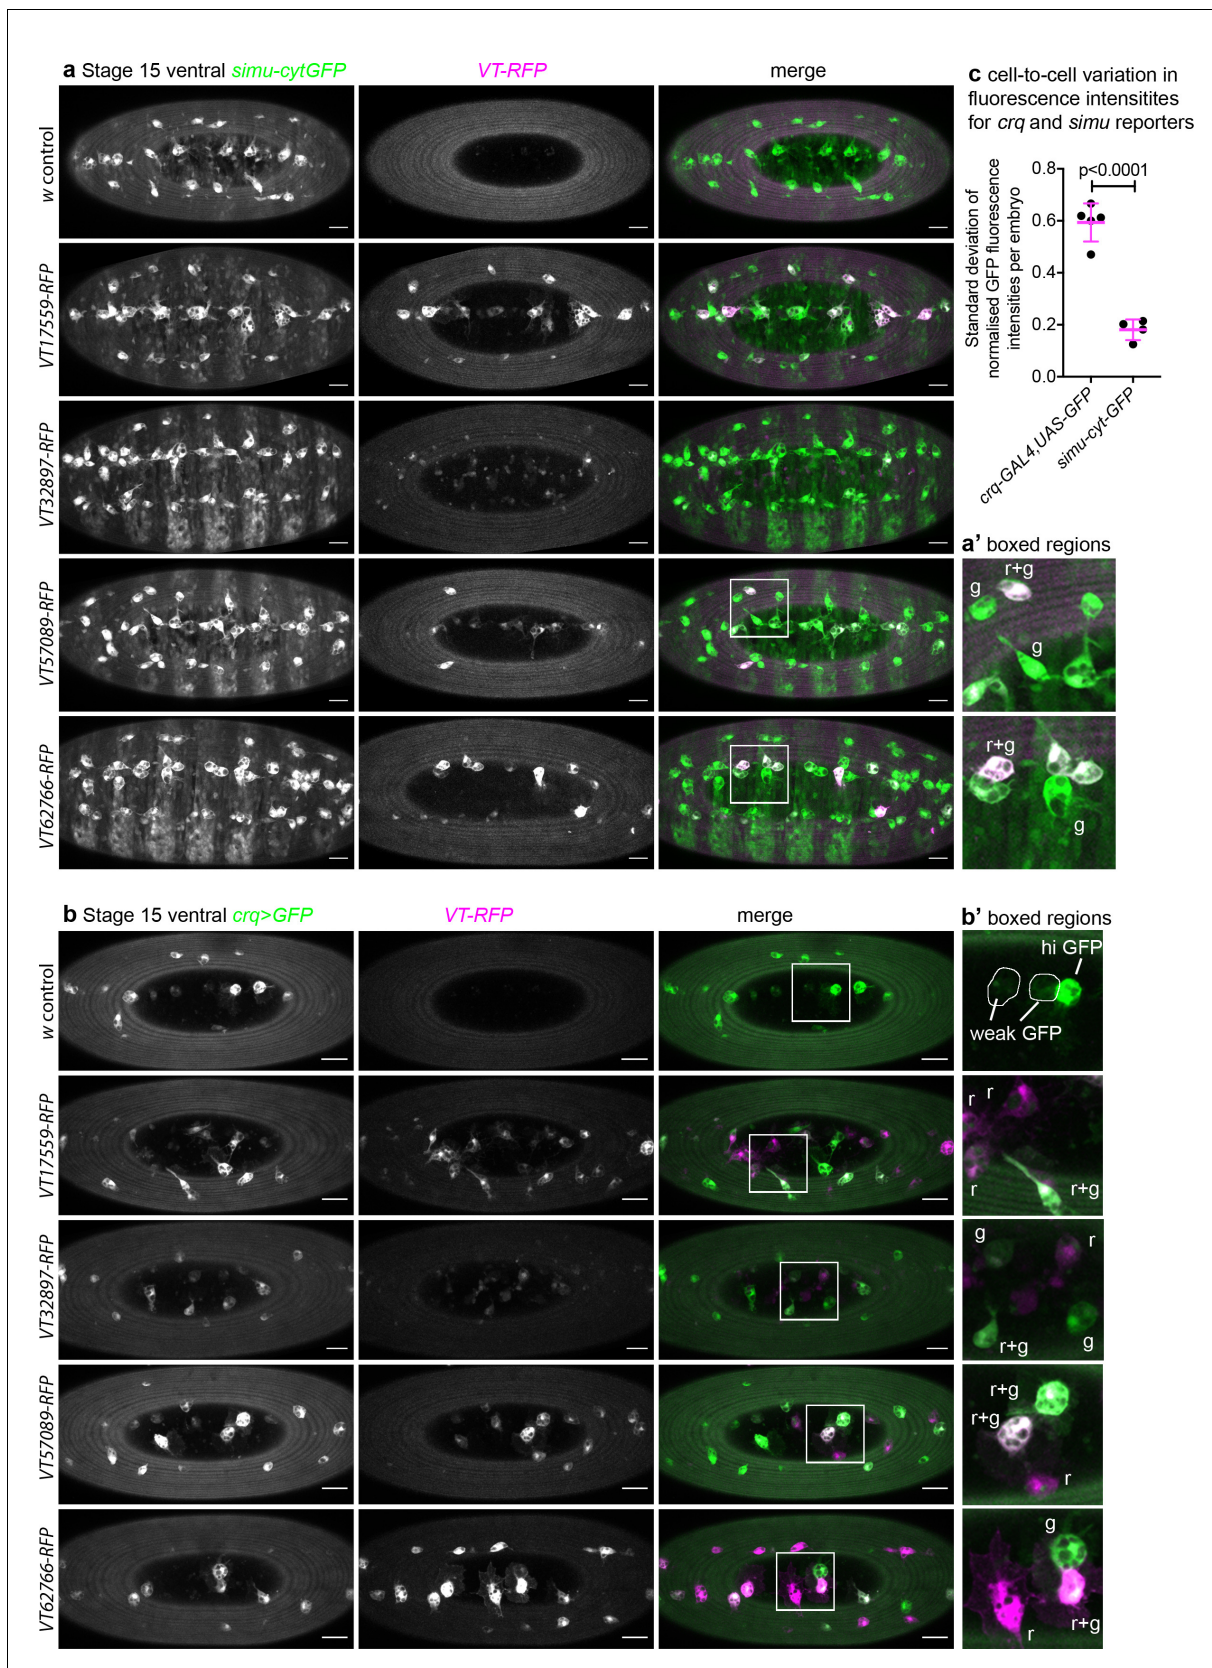 a Stage 15 ventral simu-cytGFP
VT-RFP
merge
w control
VT17559-RFP
VT32897-RFP
VT57089-RFP
VT62766-RFP
c cell-to-cell variation in
fluorescence intensitites
for crq and simu reporters
p<0.0001
Standard deviation of
normalised GFP fluorescence
intensities per embryo
0.8
0.6
0.4
0.2
0.0
crq-GAL4,UAS-GFP
simu-cyt-GFP
a’ boxed regions
r+g
g
g
r+g
g
b Stage 15 ventral crq>GFP
VT-RFP
merge
w control
VT17559-RFP
VT32897-RFP
VT57089-RFP
VT62766-RFP
b’ boxed regions
hi GFP
weak GFP
r
r
r
r+g
g
r
r+g
g
r+g
r+g
r
g
r+g
r